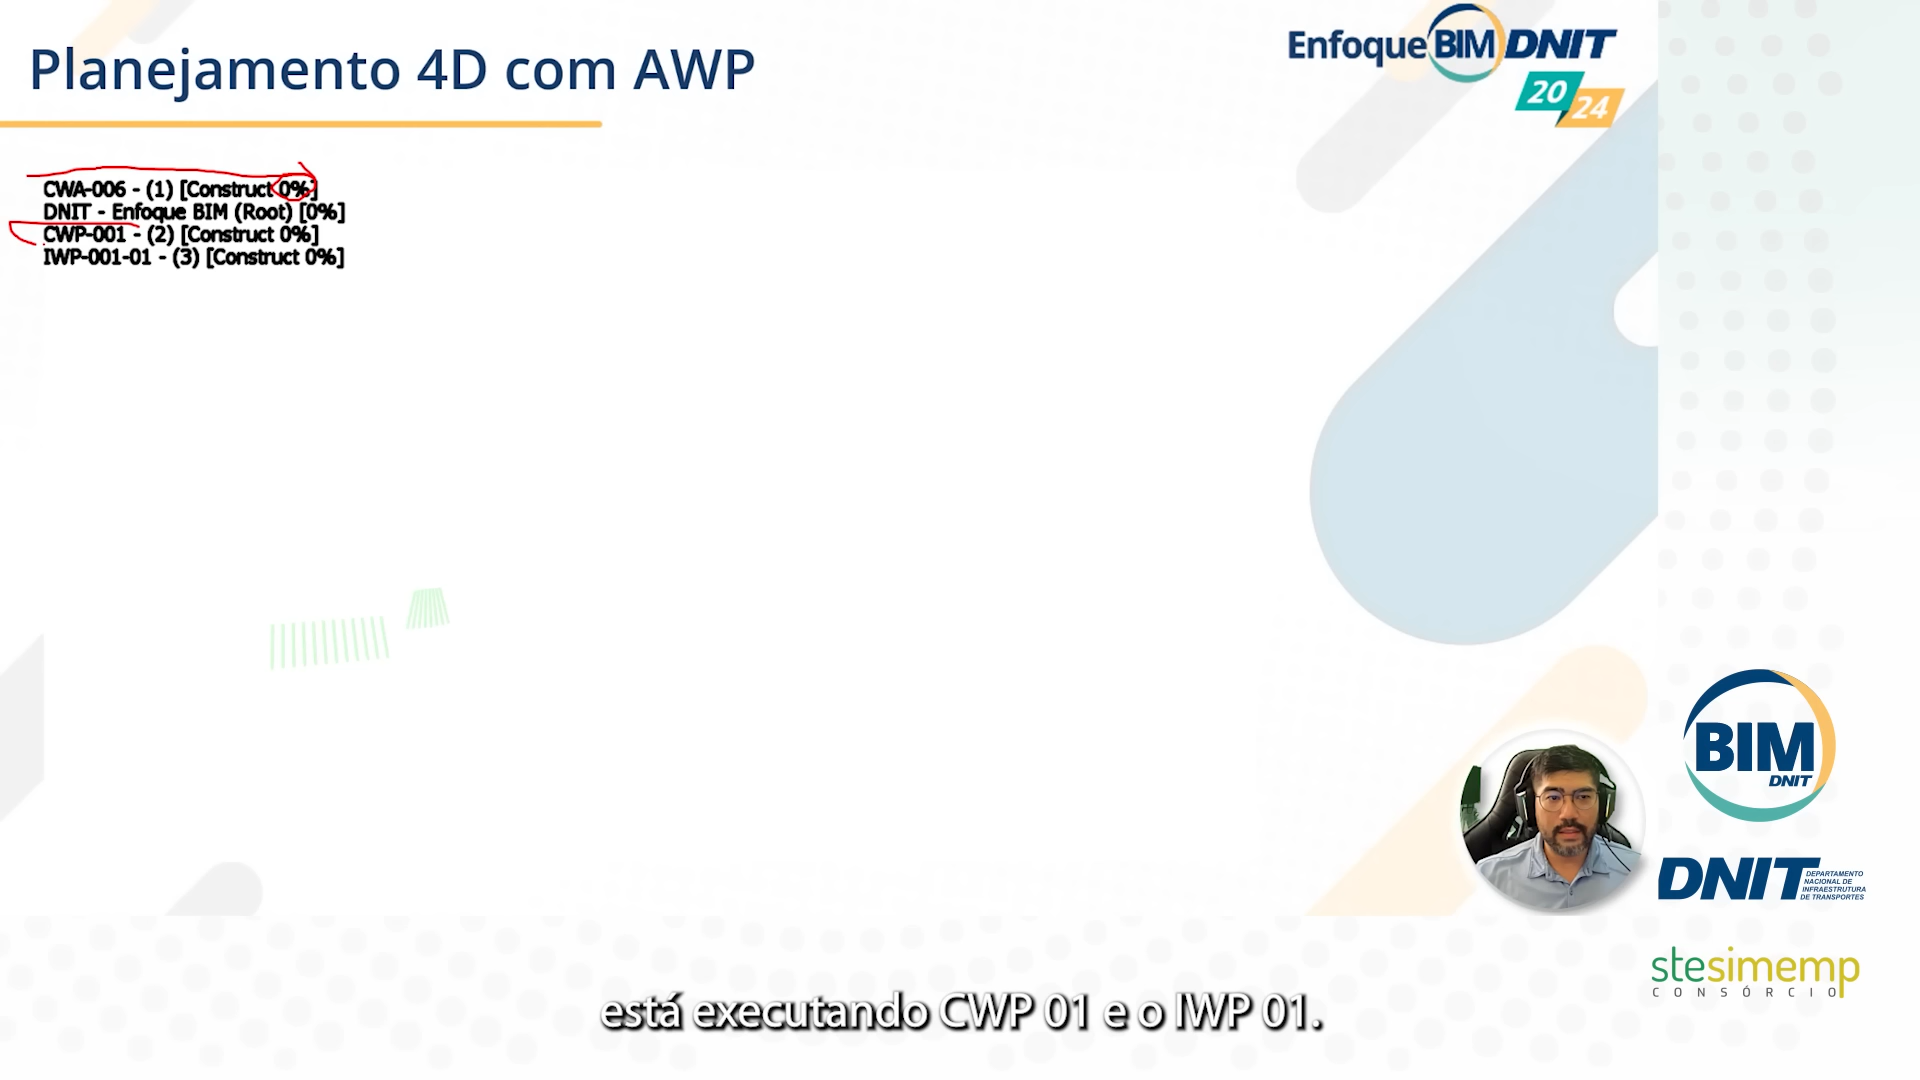 Planejamento 4D com AWP
Enfoque BIM DNIT
20 24
CWA-006 - (1) [Construct 0%]
DNIT - Enfoque BIM (Root) [0%]
CWP-001 - (2) [Construct 0%]
IWP-001-01 - (3) [Construct 0%]
BIM
DNIT
DNIT
DEPARTAMENTO
NACIONAL DE
INFRAESTRUTURA
DE TRANSPORTES
stesimemp
CONSÓRCIO
está executando CWP 01 e o IWP 01.